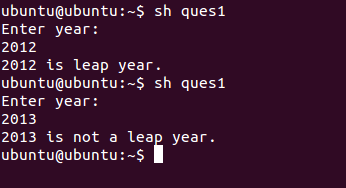 ubuntu@ubuntu:~$ sh ques1
Enter year:
2012
2012 is leap year.
ubuntu@ubuntu:~$ sh ques1
Enter year:
2013
2013 is not a leap year.
ubuntu@ubuntu:~$